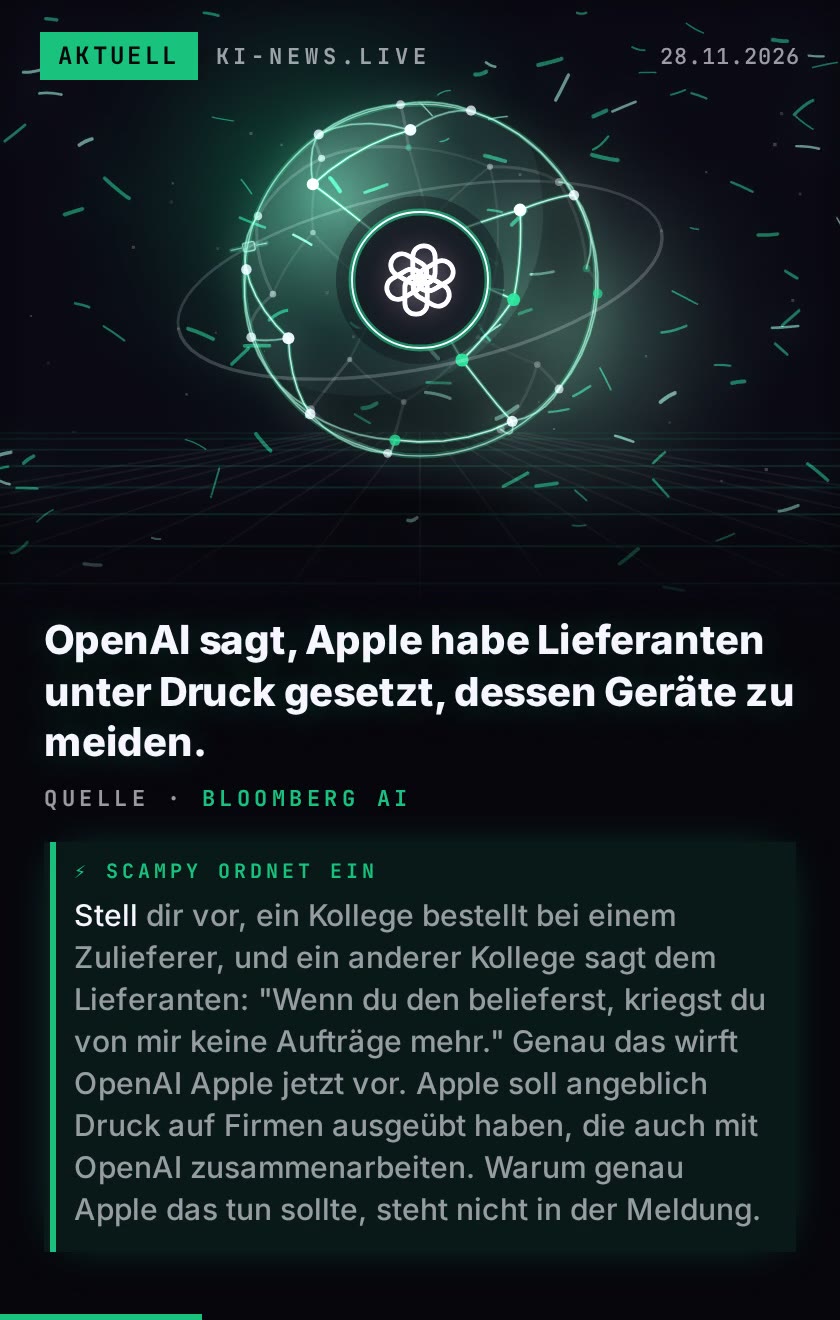 AKTUELL KI-NEWS.LIVE 28.11.2026
OpenAI sagt, Apple habe Lieferanten
unter Druck gesetzt, dessen Geräte zu
meiden.
QUELLE · BLOOMBERG AI
⚡ SCAMPY ORDNET EIN
Stell dir vor, ein Kollege bestellt bei einem
Zulieferer, und ein anderer Kollege sagt dem
Lieferanten: "Wenn du den belieferst, kriegst du
von mir keine Aufträge mehr." Genau das wirft
OpenAI Apple jetzt vor. Apple soll angeblich
Druck auf Firmen ausgeübt haben, die auch mit
OpenAI zusammenarbeiten. Warum genau
Apple das tun sollte, steht nicht in der Meldung.